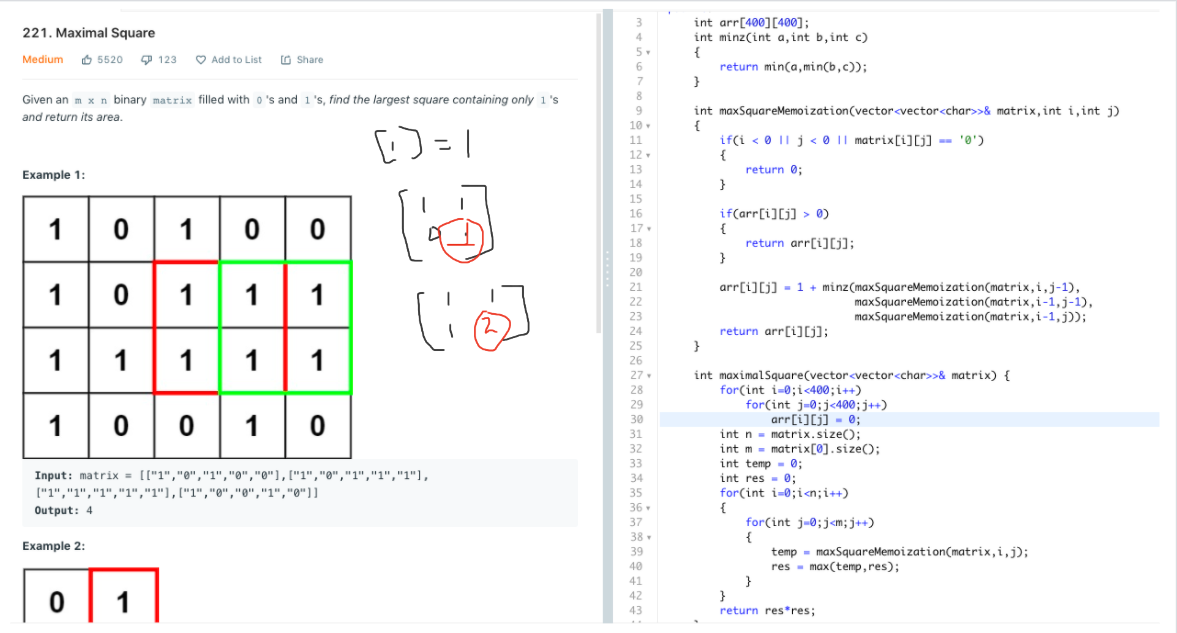 221. Maximal Square
Medium 5520 123 Add to List Share
Given an m x n binary matrix filled with 0 's and 1 's, find the largest square containing only 1 's
and return its area.
[1] = 1
Example 1:
1 1
0 1
1 1
1 2
1 0 1 0 0
1 0 1 1 1
1 1 1 1 1
1 0 0 1 0
Input: matrix = [["1","0","1","0","0"],["1","0","1","1","1"],
["1","1","1","1","1"],["1","0","0","1","0"]]
Output: 4
Example 2:
0 1
3 int arr[400][400];
4 int minz(int a,int b,int c)
5 {
6 return min(a,min(b,c));
7 }
8
9 int maxSquareMemoization(vector<vector<char>>& matrix,int i,int j)
10 {
11 if(i < 0 || j < 0 || matrix[i][j] == '0')
12 {
13 return 0;
14 }
15
16 if(arr[i][j] > 0)
17 {
18 return arr[i][j];
19 }
20
21 arr[i][j] = 1 + minz(maxSquareMemoization(matrix,i,j-1),
22 maxSquareMemoization(matrix,i-1,j-1),
23 maxSquareMemoization(matrix,i-1,j));
24 return arr[i][j];
25 }
26
27 int maximalSquare(vector<vector<char>>& matrix) {
28 for(int i=0;i<400;i++)
29 for(int j=0;j<400;j++)
30 arr[i][j] = 0;
31 int n = matrix.size();
32 int m = matrix[0].size();
33 int temp = 0;
34 int res = 0;
35 for(int i=0;i<n;i++)
36 {
37 for(int j=0;j<m;j++)
38 {
39 temp = maxSquareMemoization(matrix,i,j);
40 res = max(temp,res);
41 }
42 }
43 return res*res;